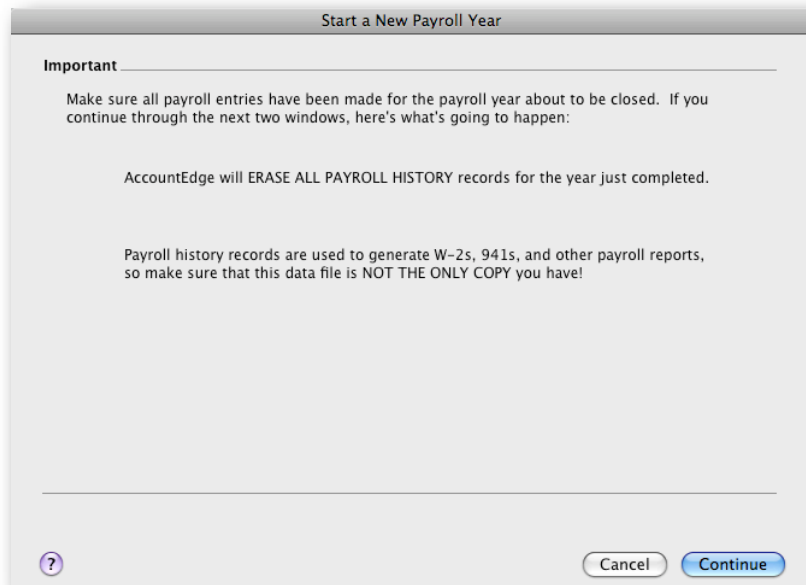 Start a New Payroll Year
Important
Make sure all payroll entries have been made for the payroll year about to be closed.  If you
continue through the next two windows, here's what's going to happen:
AccountEdge will ERASE ALL PAYROLL HISTORY records for the year just completed.
Payroll history records are used to generate W-2s, 941s, and other payroll reports,
so make sure that this data file is NOT THE ONLY COPY you have!
?
Cancel
Continue